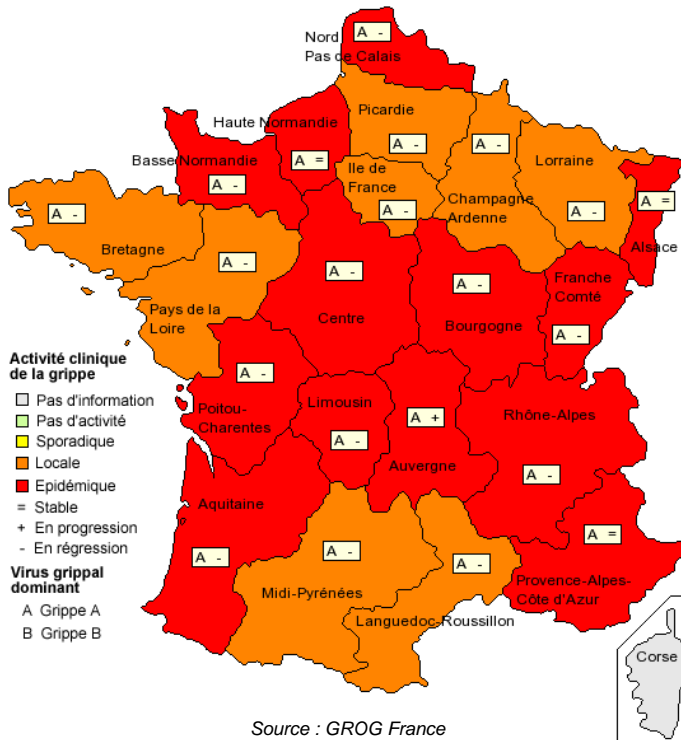 A -
Nord
Pas de Calais
Picardie
Haute Normandie
A -
A -
Basse Normandie
A =
Lorraine
Ile de
France
A -
A =
A -
A -
A -
Champagne
Ardenne
Bretagne
Alsace
A -
A -
A -
Franche
Comté
Pays de la
Loire
Centre
Bourgogne
A -
Activité clinique
de la grippe
Pas d'information
Pas d'activité
Sporadique
Locale
Epidémique
= Stable
+ En progression
- En régression
Virus grippal
dominant
A Grippe A
B Grippe B
A -
Poitou-
Charentes
Limousin
A +
Rhône-Alpes
A -
Auvergne
A -
Aquitaine
A =
A -
A -
A -
Midi-Pyrénées
Provence-Alpes-
Côte d'Azur
Languedoc-Roussillon
Corse
Source : GROG France